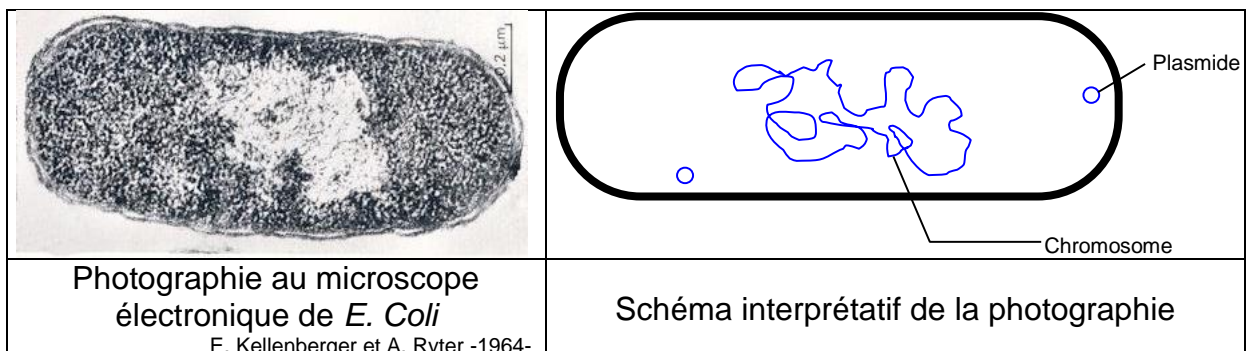 0.2 µm
Plasmide
Chromosome
Photographie au microscope
électronique de E. Coli
E. Kellenberger et A. Ryter -1964-
Schéma interprétatif de la photographie